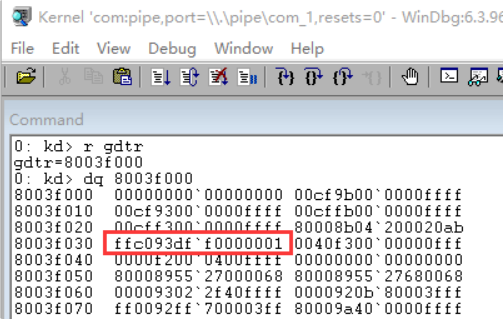 Kernel 'com:pipe,port=\\.\pipe\com_1,resets=0' - WinDbg:6.3.96
File Edit View Debug Window Help
Command
0: kd> r gdtr
gdtr=8003f000
0: kd> dq 8003f000
8003f000 00000000`00000000 00cf9b00`0000ffff
8003f010 00cf9300`0000ffff 00cffb00`0000ffff
8003f020 00cff300`0000ffff 80008b04`200020ab
8003f030 ffc093df`f0000001 0040f300`00000fff
8003f040 0000f200`0400ffff 00000000`00000000
8003f050 80008955`27000068 80008955`27680068
8003f060 00009302`2f40ffff 0000920b`80003fff
8003f070 ff0092ff`700003ff 80009a40`0000ffff